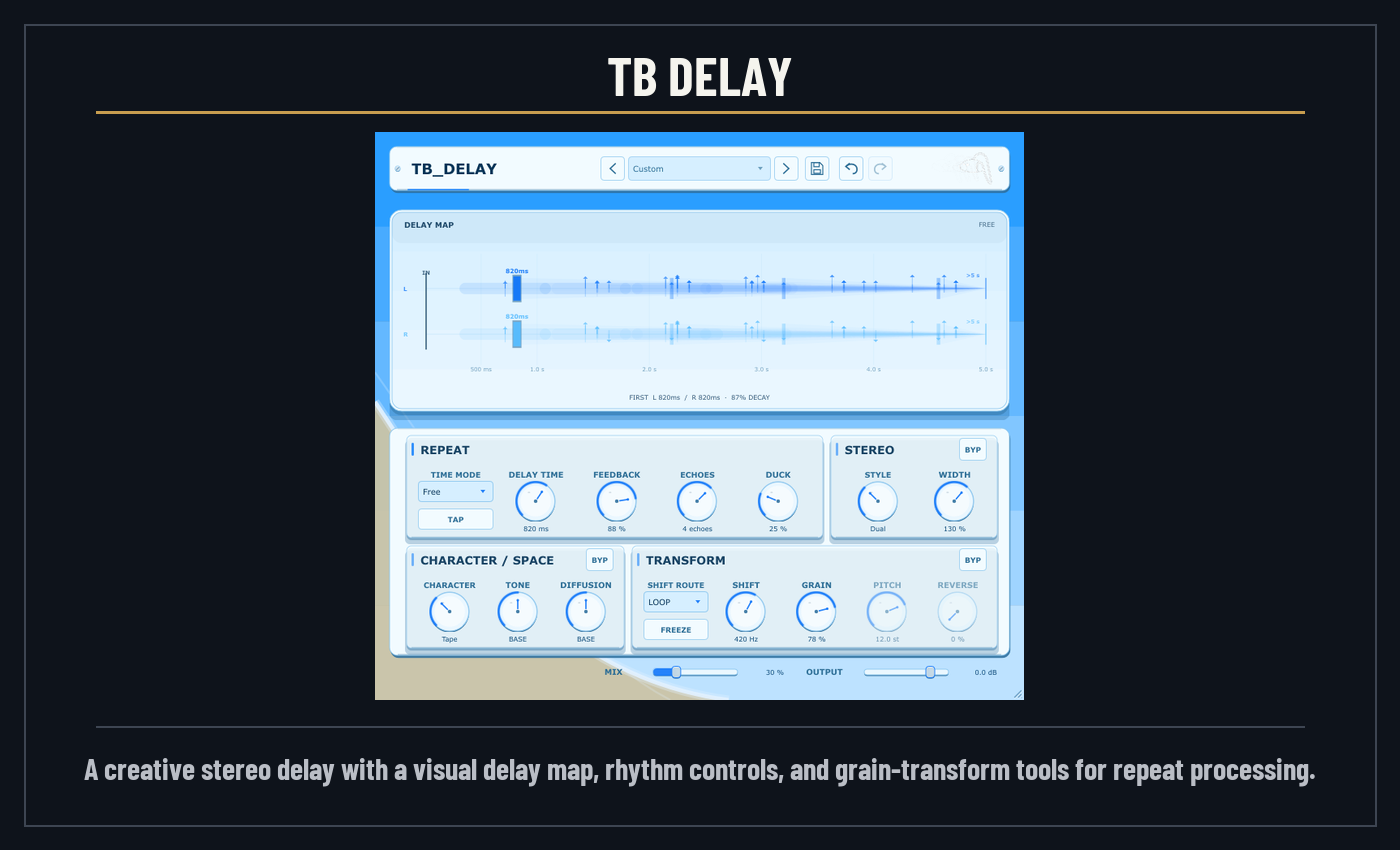 TB DELAY
TB_DELAY
Custom
DELAY MAP
FREE
IN
820ms
>6 s
L
820ms
>6 s
R
500 ms 1.0 s 2.0 s 3.0 s 4.0 s 5.0 s
FIRST L 820ms / R 820ms · 87% DECAY
REPEAT
TIME MODE DELAY TIME FEEDBACK ECHOES DUCK
Free
TAP
820 ms 88 % 4 echoes 25 %
STEREO BYP
STYLE WIDTH
Dual 130 %
CHARACTER / SPACE BYP
CHARACTER TONE DIFFUSION
Tape BASE BASE
TRANSFORM BYP
SHIFT ROUTE SHIFT GRAIN PITCH REVERSE
LOOP
FREEZE
420 Hz 78 % 12.0 st 0 %
MIX 30 % OUTPUT 0.0 dB
A creative stereo delay with a visual delay map, rhythm controls, and grain-transform tools for repeat processing.